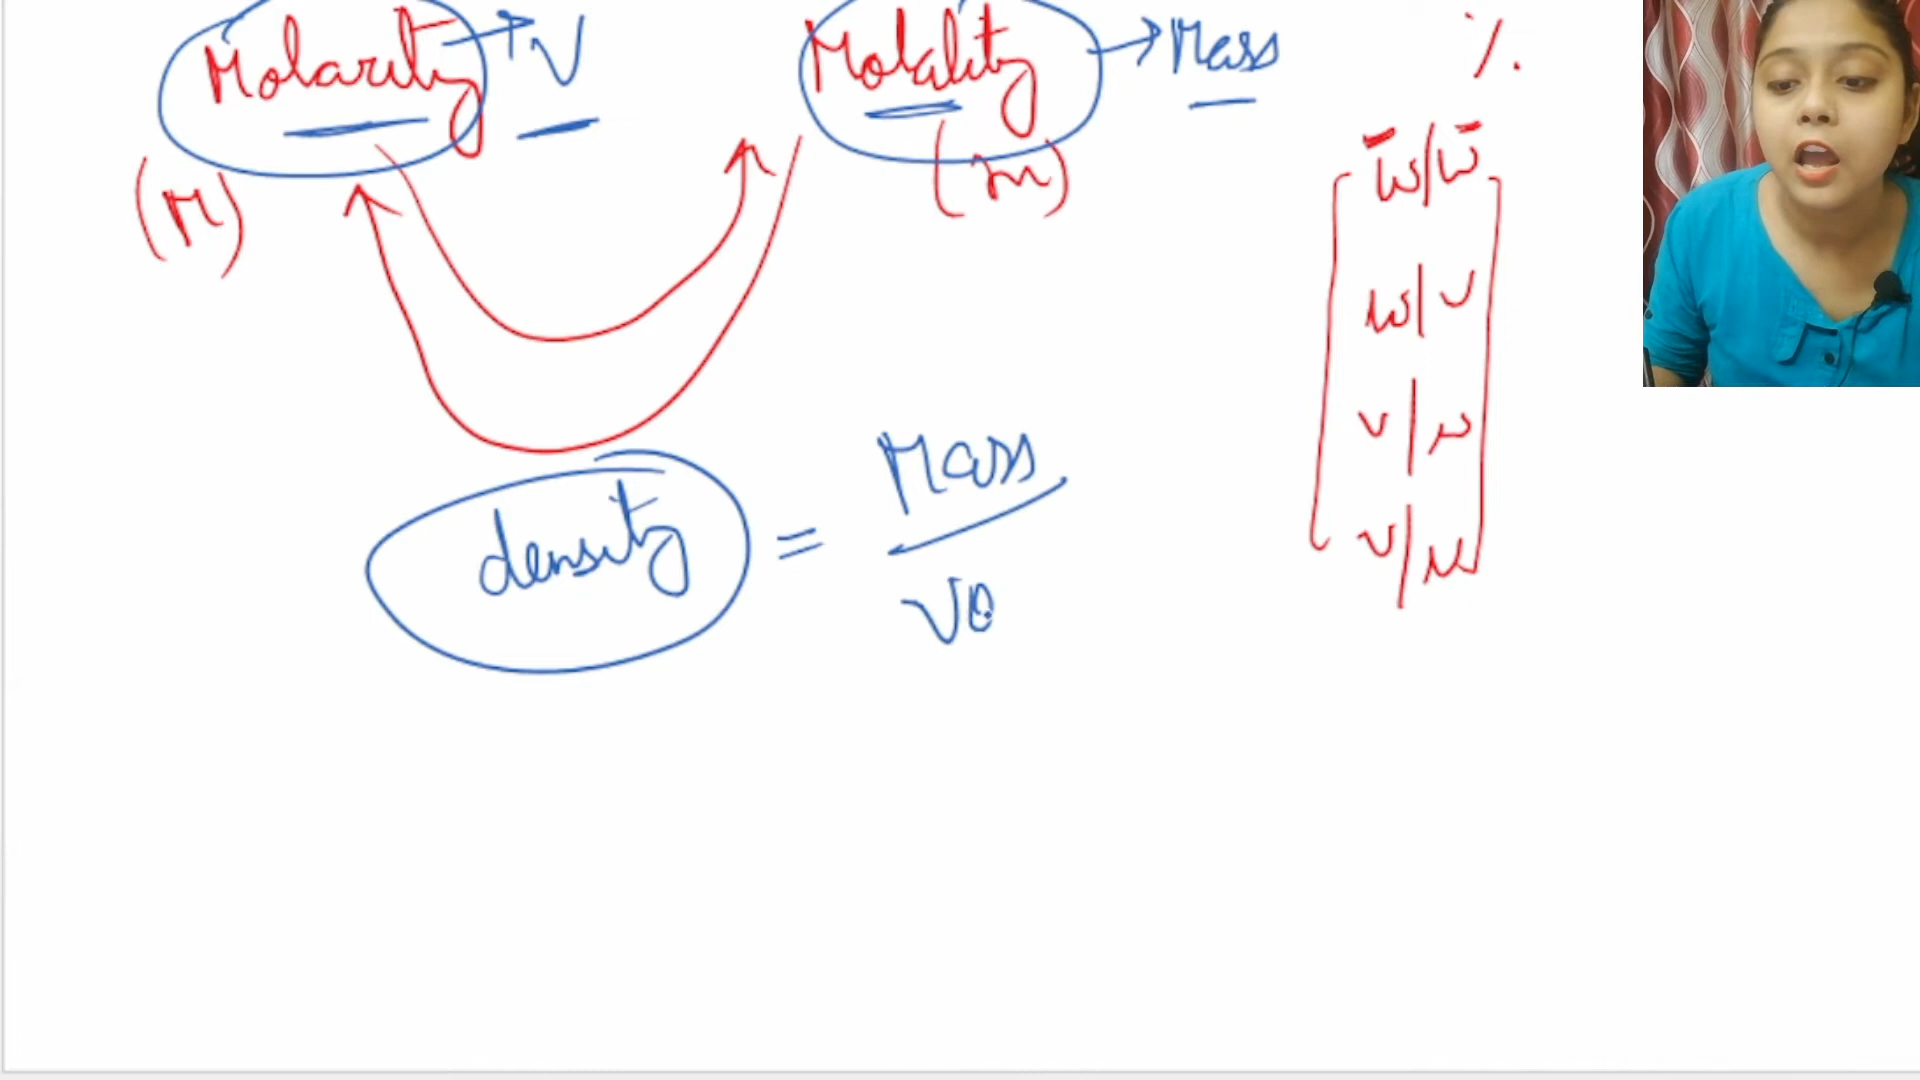 Molarity → V
(M)
Molality → Mass
(m)
%
w/w
w/v
v/v
v/w
density = Mass
Vo